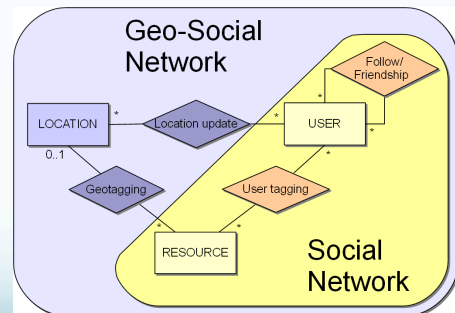 Geo-Social
Network
Follow/
Friendship
*
LOCATION
*
Location update
*
USER
*
*
0..1
Geotagging
User tagging
*
*
RESOURCE
Social
Network